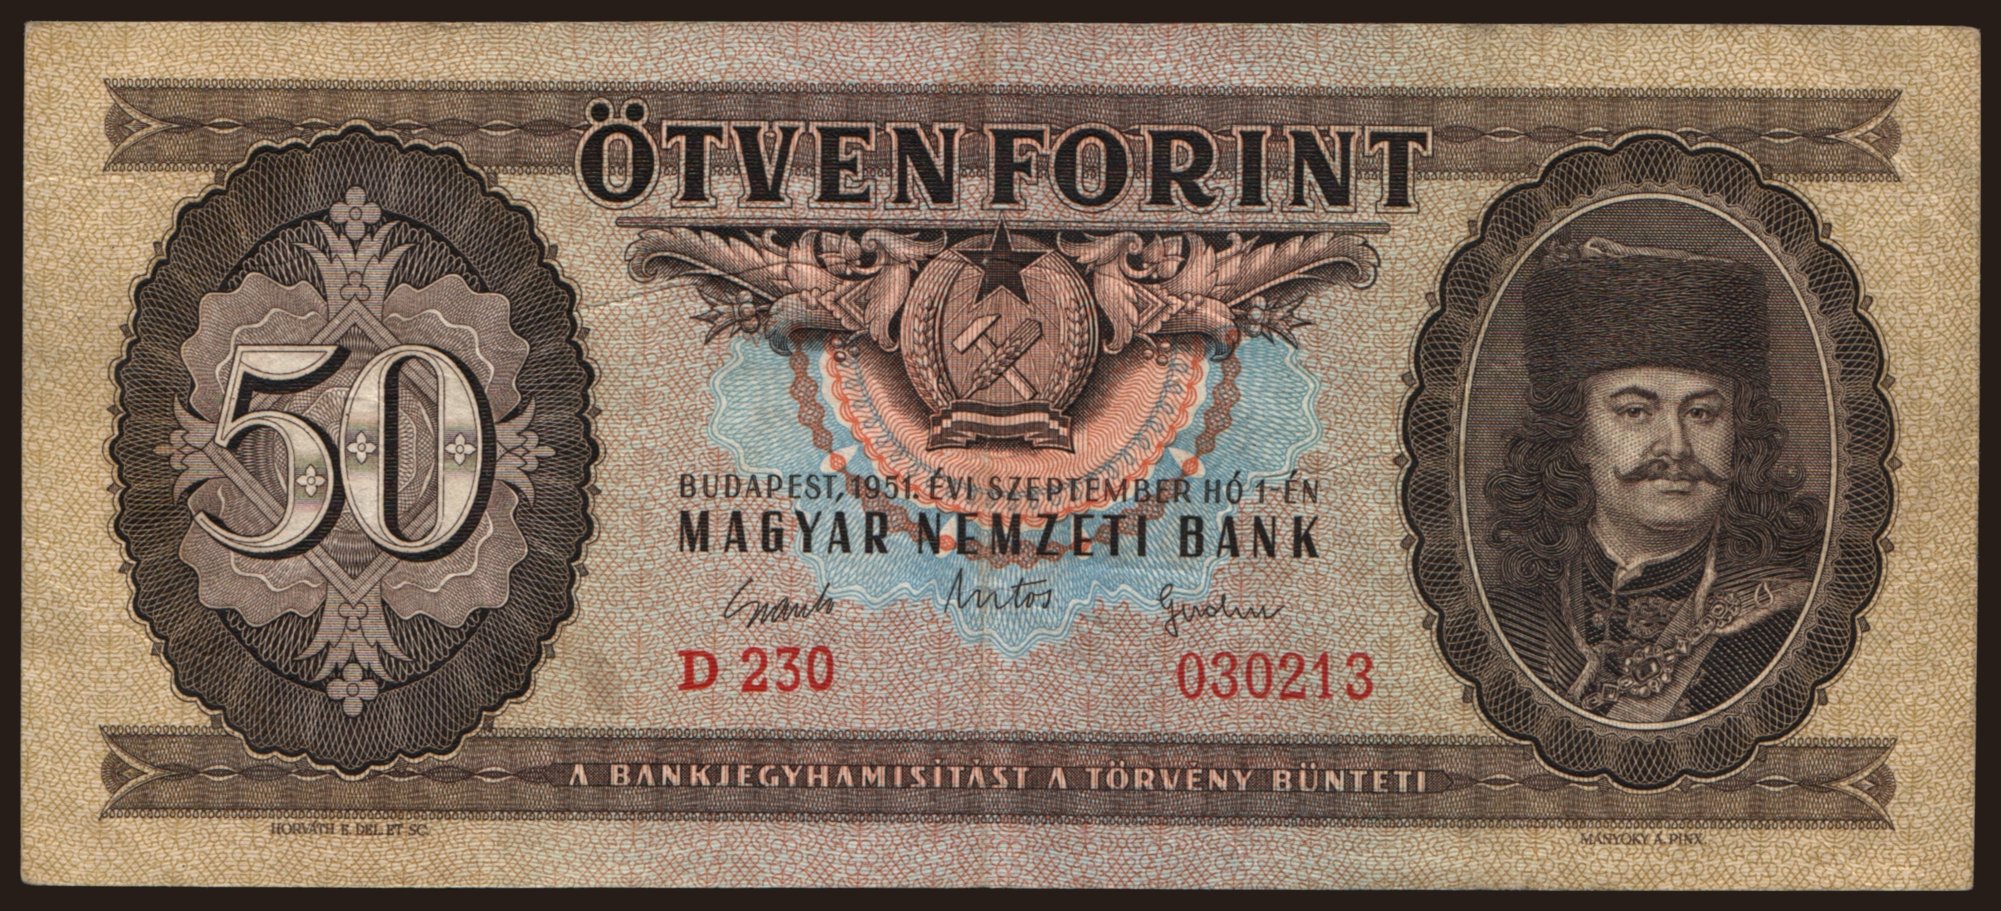 ÖTVEN FORINT
50
BUDAPEST, 1951. ÉVI SZEPTEMBER HÓ 1-ÉN
MAGYAR NEMZETI BANK
D 230 030213
A BANKJEGYHAMISÍTÁST A TÖRVÉNY BÜNTETI
HORVÁTH E. DEL. ET SC. MÁNYOKY Á. PINX.